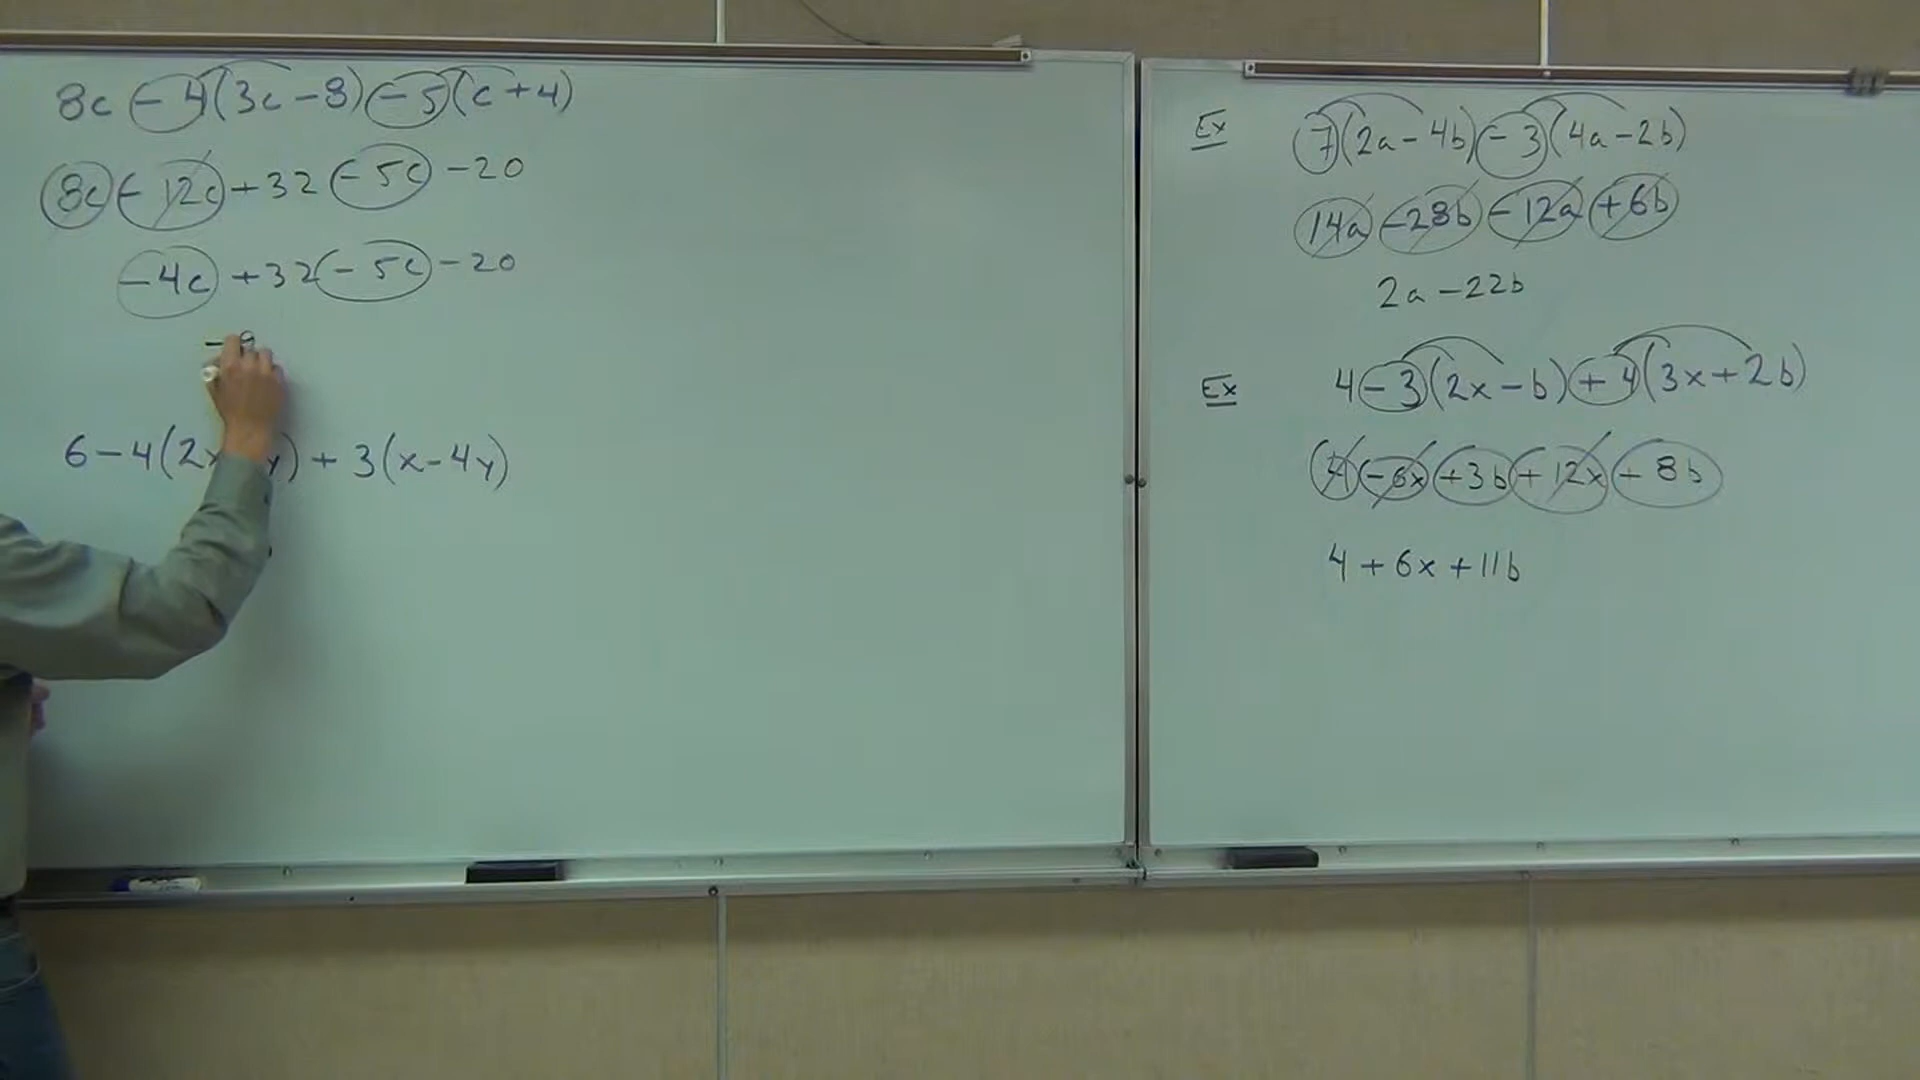 8c - 4(3c - 8) - 5(c + 4)
8c - 12c + 32 - 5c - 20
-4c + 32 - 5c - 20
- 9
6 - 4(2x y) + 3(x - 4y)
Ex 7(2a - 4b) - 3(4a - 2b)
14a - 28b - 12a + 6b
2a - 22b
Ex 4 - 3(2x - b) + 4(3x + 2b)
4 - 6x + 3b + 12x + 8b
4 + 6x + 11b